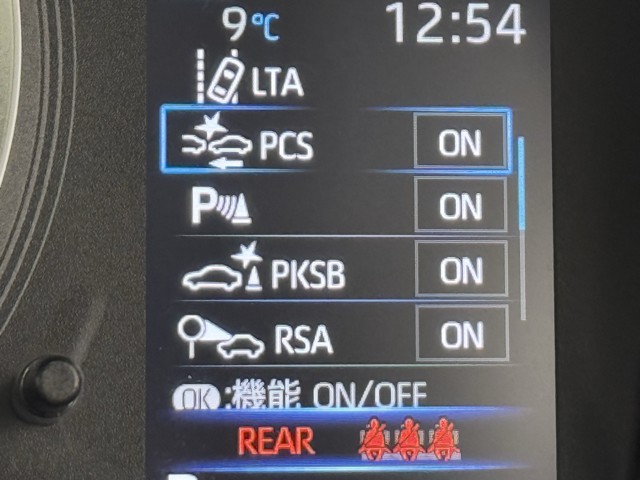 9℃ 12:54
LTA
PCS ON
P ON
PKSB ON
RSA ON
OK :機能 ON/OFF
REAR